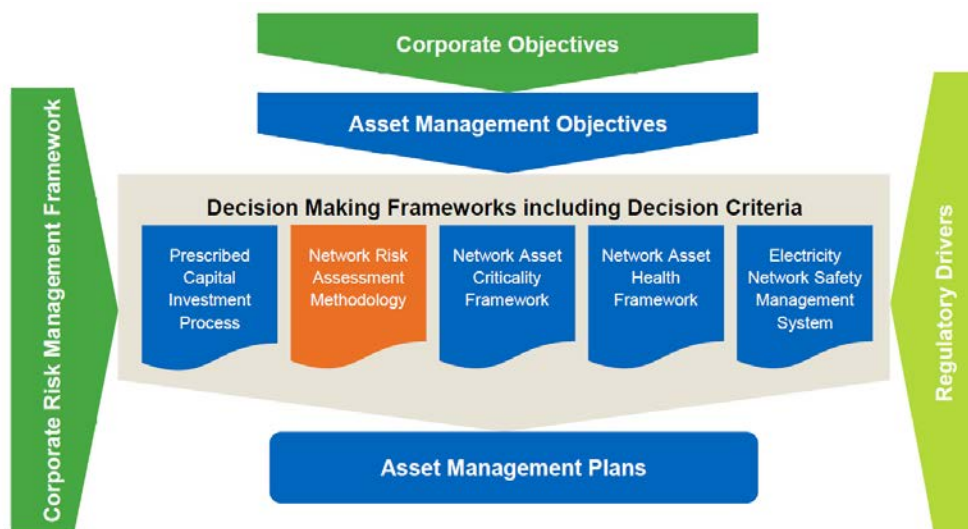 Corporate Objectives
Asset Management Objectives
Corporate Risk Management Framework
Decision Making Frameworks including Decision Criteria
Prescribed
Capital
Investment
Process
Network Risk
Assessment
Methodology
Network Asset
Criticality
Framework
Network Asset
Health
Framework
Electricity
Network Safety
Management
System
Regulatory Drivers
Asset Management Plans